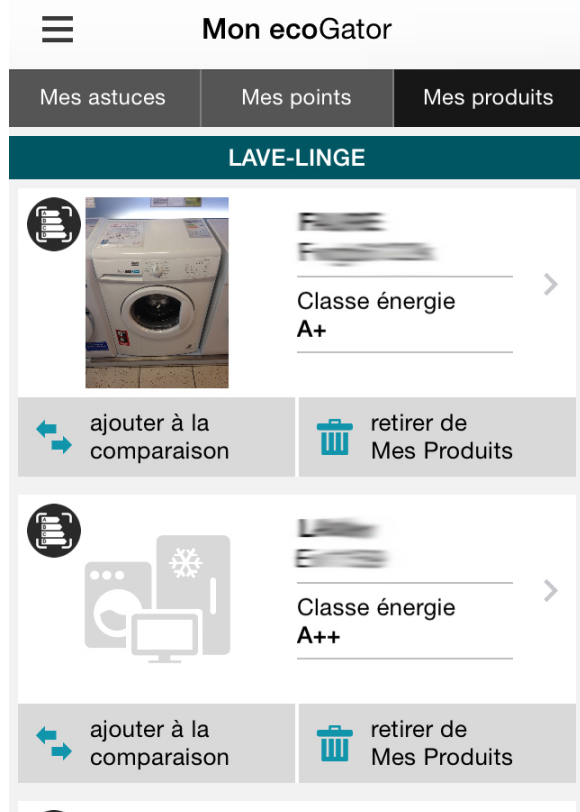 Mon ecoGator
Mes astuces
Mes points
Mes produits
LAVE-LINGE
Classe énergie
A+
ajouter à la
comparaison
retirer de
Mes Produits
Classe énergie
A++
ajouter à la
comparaison
retirer de
Mes Produits